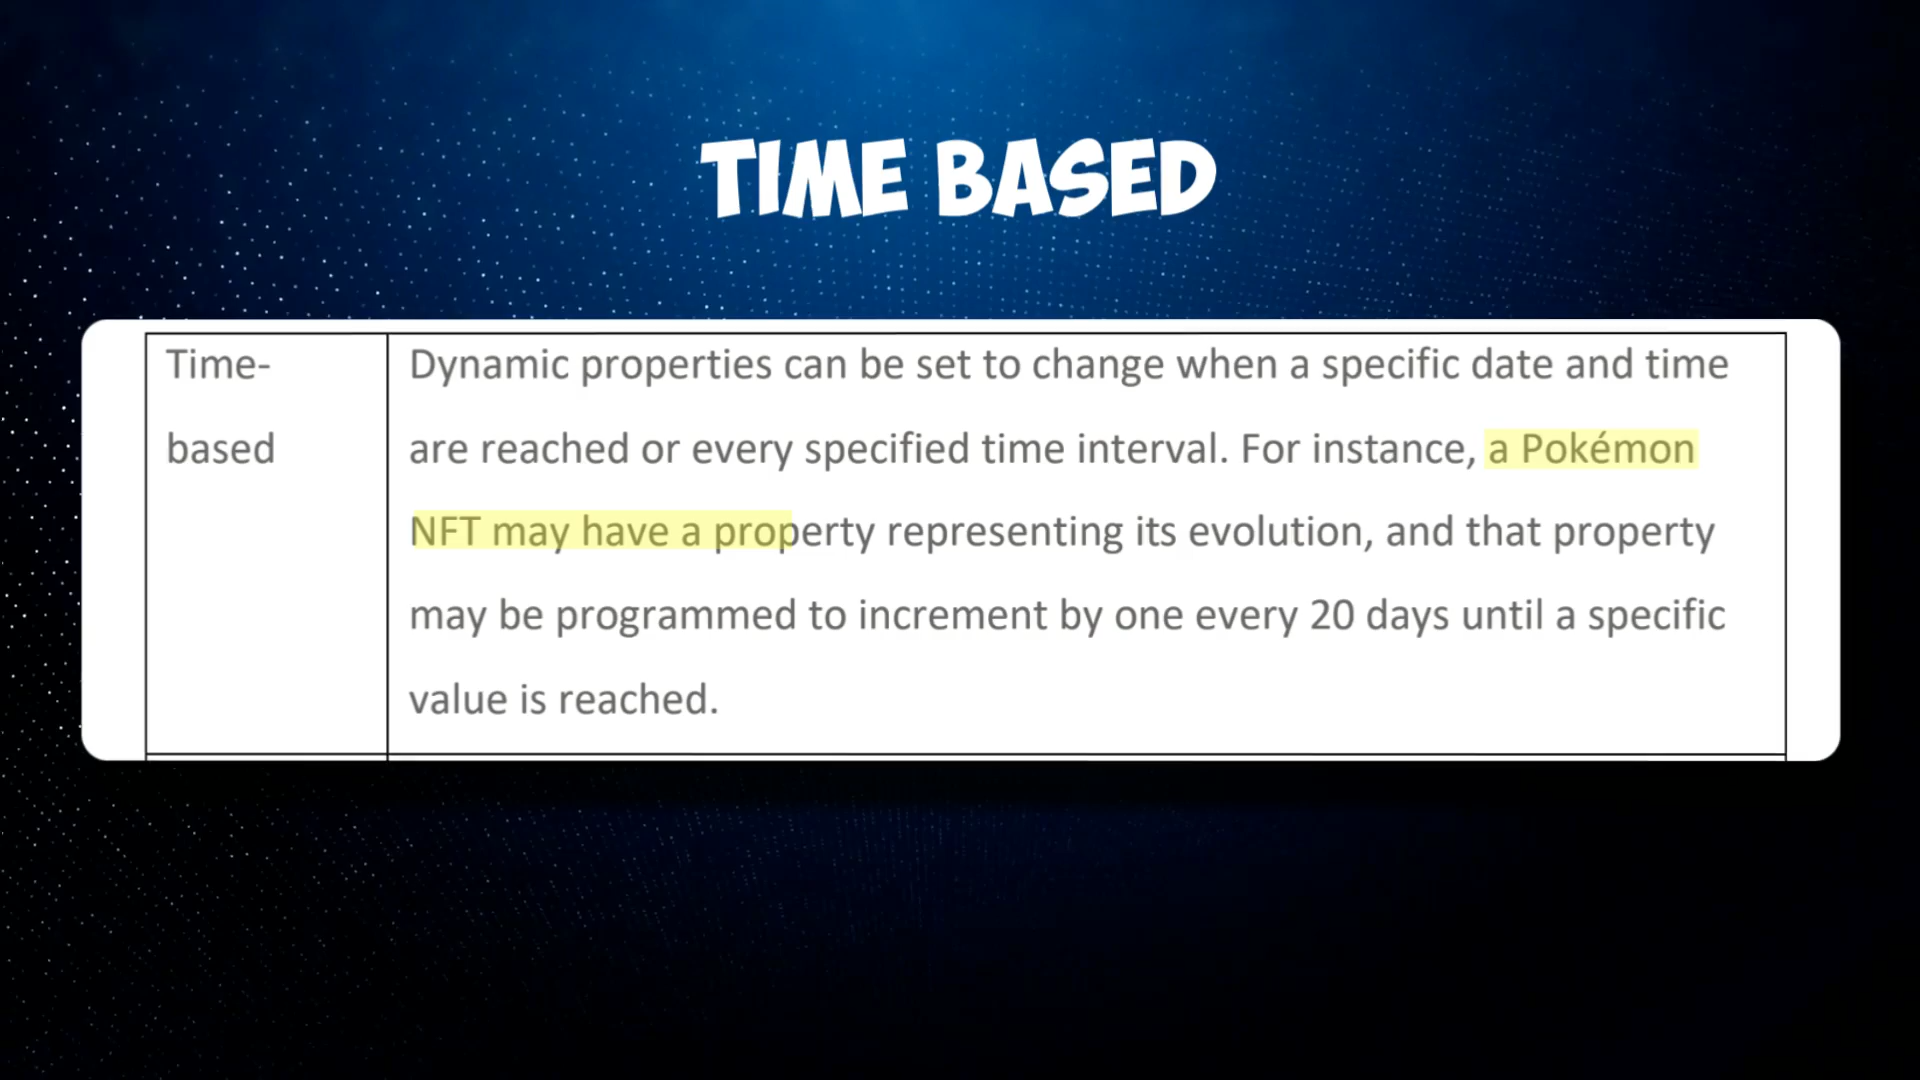 TIME BASED
Time-
based
Dynamic properties can be set to change when a specific date and time
are reached or every specified time interval. For instance, a Pokémon
NFT may have a property representing its evolution, and that property
may be programmed to increment by one every 20 days until a specific
value is reached.